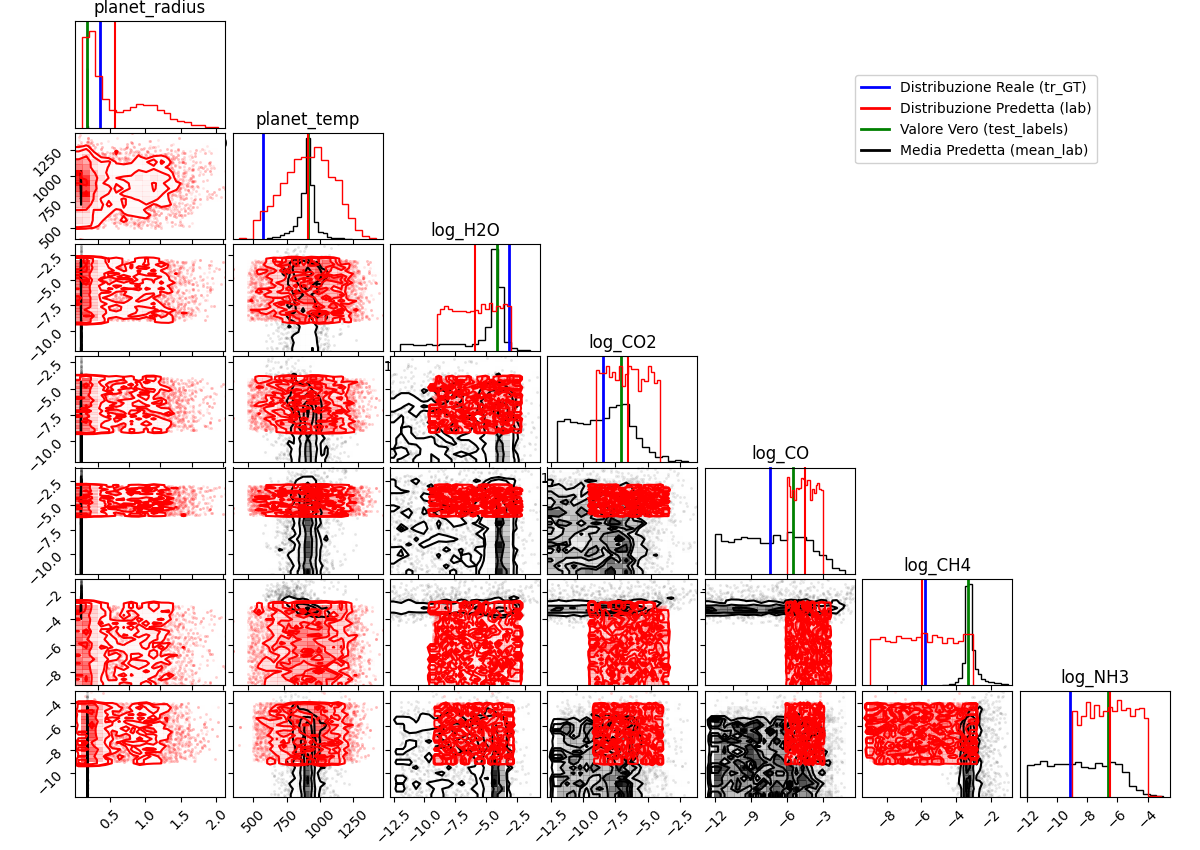 planet_radius
planet_temp
Distribuzione Reale (tr_GT)
Distribuzione Predetta (lab)
Valore Vero (test_labels)
Media Predetta (mean_lab)
1250
1000
750
500
log_H2O
−2.5
−5.0
−7.5
−10.0
log_CO2
−2.5
−5.0
−7.5
−10.0
log_CO
−2.5
−5.0
−7.5
−10.0
log_CH4
−2
−4
−6
−8
log_NH3
−4
−6
−8
−10
0.5 1.0 1.5 2.0 500 750 1000 1250 −12.5 −10.0 −7.5 −5.0 −2.5 −10.0 −7.5 −5.0 −2.5 −12 −9 −6 −3 −8 −6 −4 −2 −12 −10 −8 −6 −4